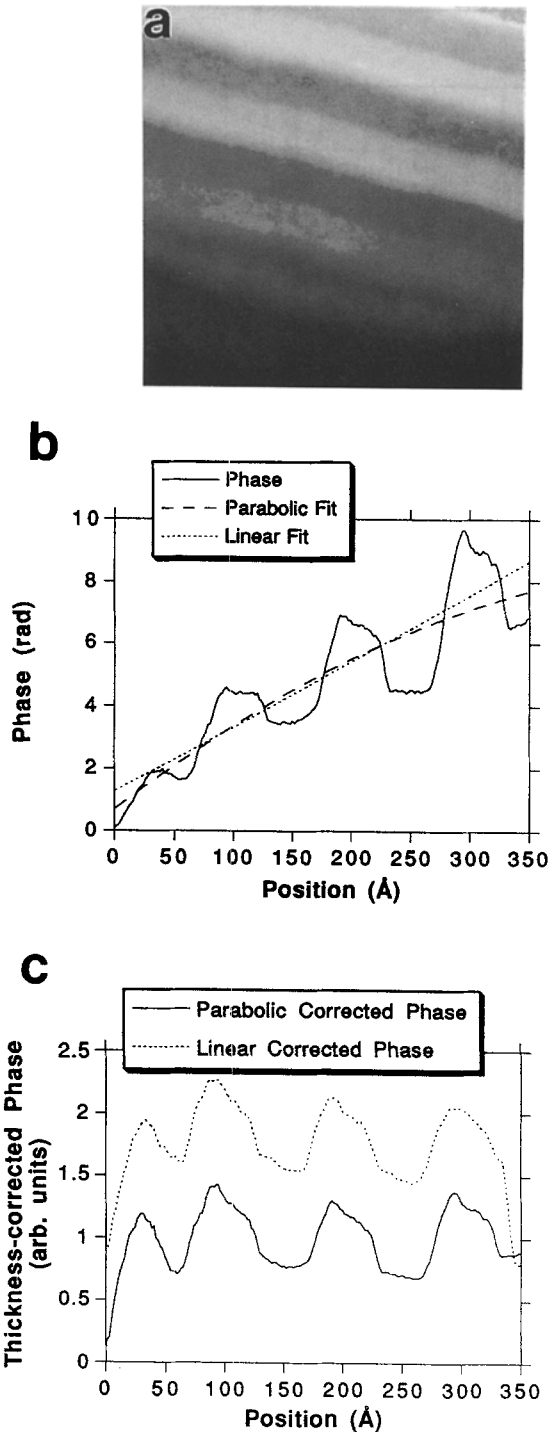 a
b
Phase
Parabolic Fit
Linear Fit
10
8
6
4
2
0
Phase (rad)
0 50 100 150 200 250 300 350
Position (Å)
c
Parabolic Corrected Phase
Linear Corrected Phase
2.5
2
1.5
1
0.5
0
Thickness-corrected Phase
(arb. units)
0 50 100 150 200 250 300 350
Position (Å)